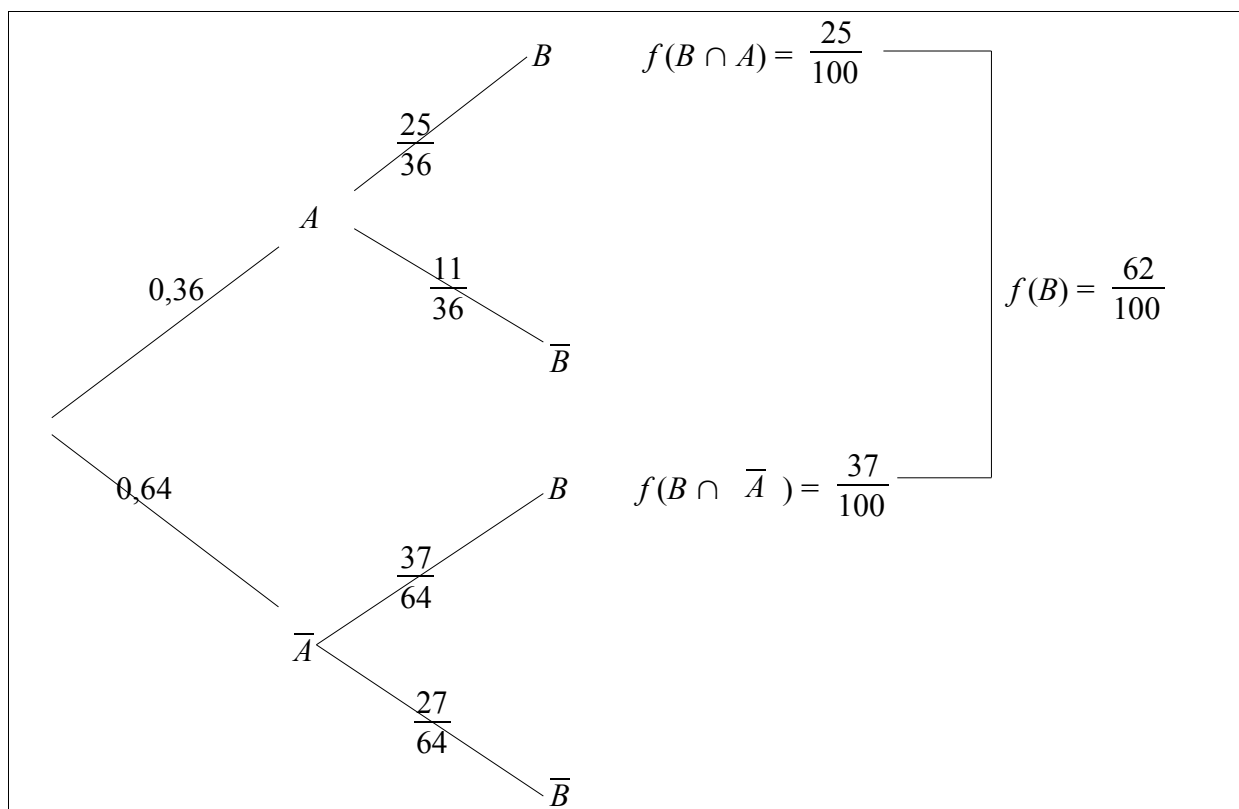 B f(B ∩ A) = 25/100
25/36
A
11/36
0,36
f(B) = 62/100
B̅
0,64
B f(B ∩ A̅ ) = 37/100
37/64
A̅
27/64
B̅